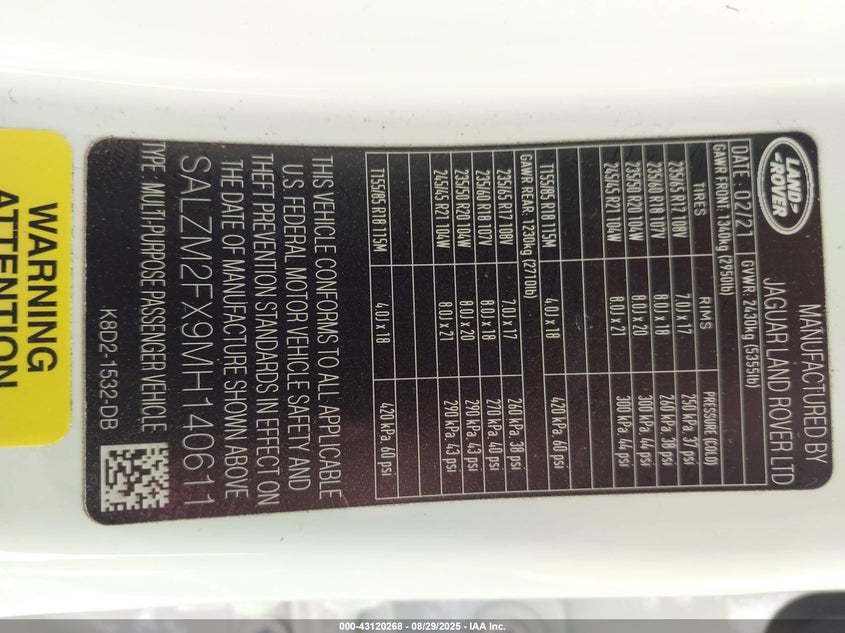 WARNING
ATTENTION
LAND
ROVER
MANUFACTURED BY
JAGUAR LAND ROVER LTD
DATE: 02/21 GVWR: 2430kg (5355lb)
GAWR FRONT: 1340kg (2950lb)
TIRES RIMS PRESSURE (COLD)
235/65 R17 108V 7.0J x 17 250 kPa, 37 psi
235/60 R18 107V 8.0J x 18 260 kPa, 38 psi
235/50 R20 104W 8.0J x 20 300 kPa, 44 psi
245/45 R21 104W 8.0J x 21 300 kPa, 44 psi
T155/85 R18 115M 4.0J x 18 420 kPa, 60 psi
GAWR REAR: 1230kg (2710lb)
235/65 R17 108V 7.0J x 17 260 kPa, 38 psi
235/60 R18 107V 8.0J x 18 270 kPa, 40 psi
235/50 R20 104W 8.0J x 20 290 kPa, 43 psi
245/45 R21 104W 8.0J x 21 290 kPa, 43 psi
T155/85 R18 115M 4.0J x 18 420 kPa, 60 psi
THIS VEHICLE CONFORMS TO ALL APPLICABLE
U.S. FEDERAL MOTOR VEHICLE SAFETY AND
THEFT PREVENTION STANDARDS IN EFFECT ON
THE DATE OF MANUFACTURE SHOWN ABOVE
SALZM2FX9MH140611
TYPE: MULTI-PURPOSE PASSENGER VEHICLE
K8D2-1532-DB
000-43120268 - 08/29/2025 - IAA Inc.